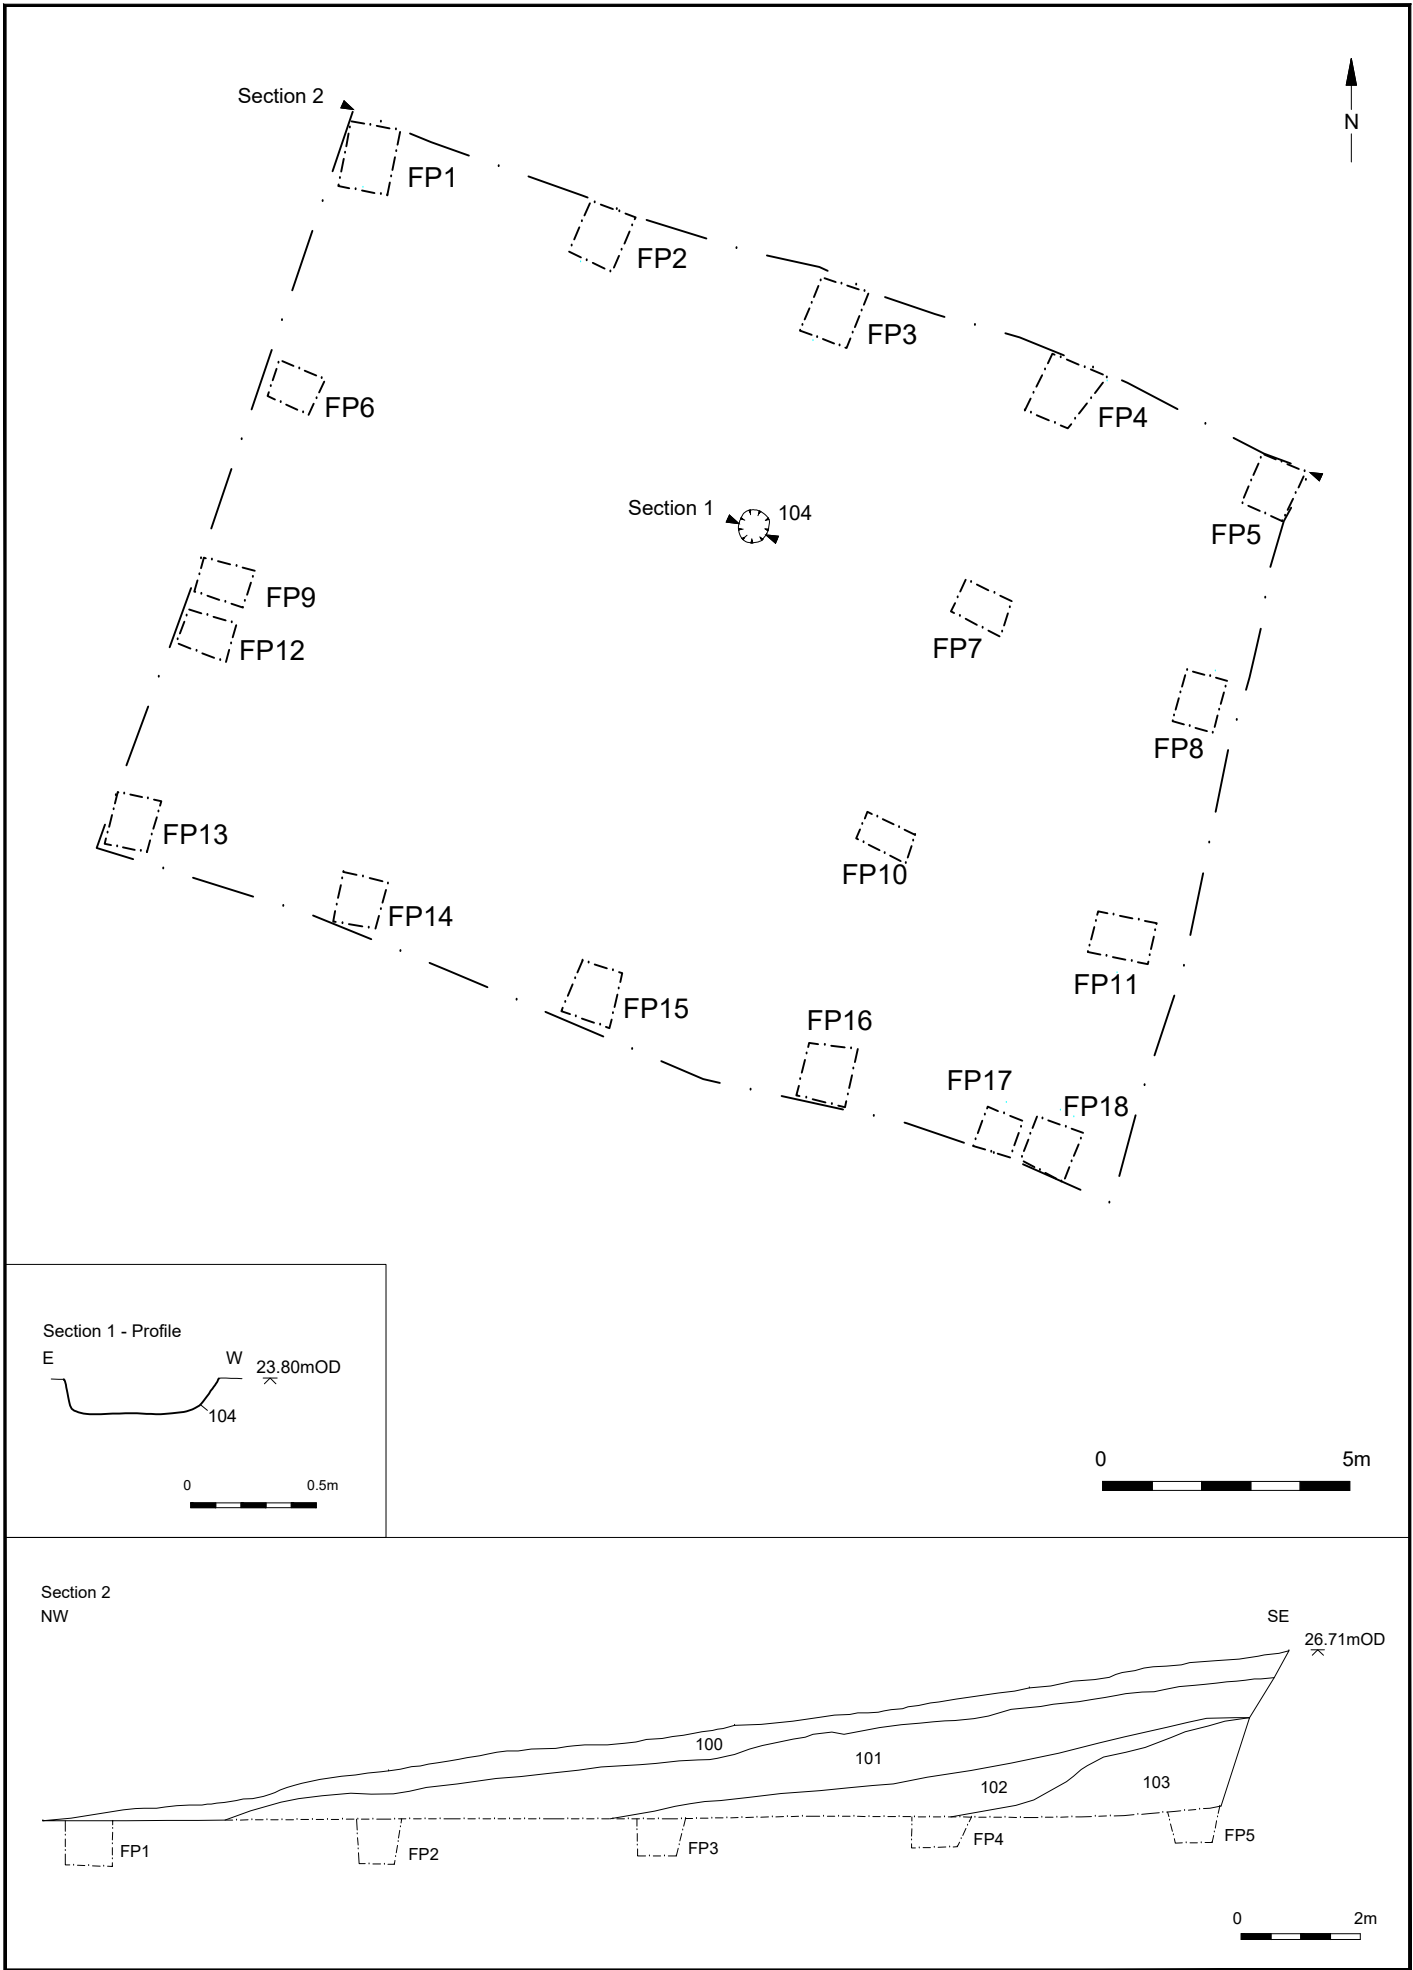 Section 2
N
FP1
FP2
FP3
FP6
FP4
Section 1
104
FP5
FP9
FP7
FP12
FP8
FP13
FP10
FP14
FP11
FP15
FP16
FP17
FP18
Section 1 - Profile
E W 23.80mOD
104
0 0.5m
0 5m
Section 2
NW
SE
26.71mOD
100
101
102
103
FP1
FP2
FP3
FP4
FP5
0 2m